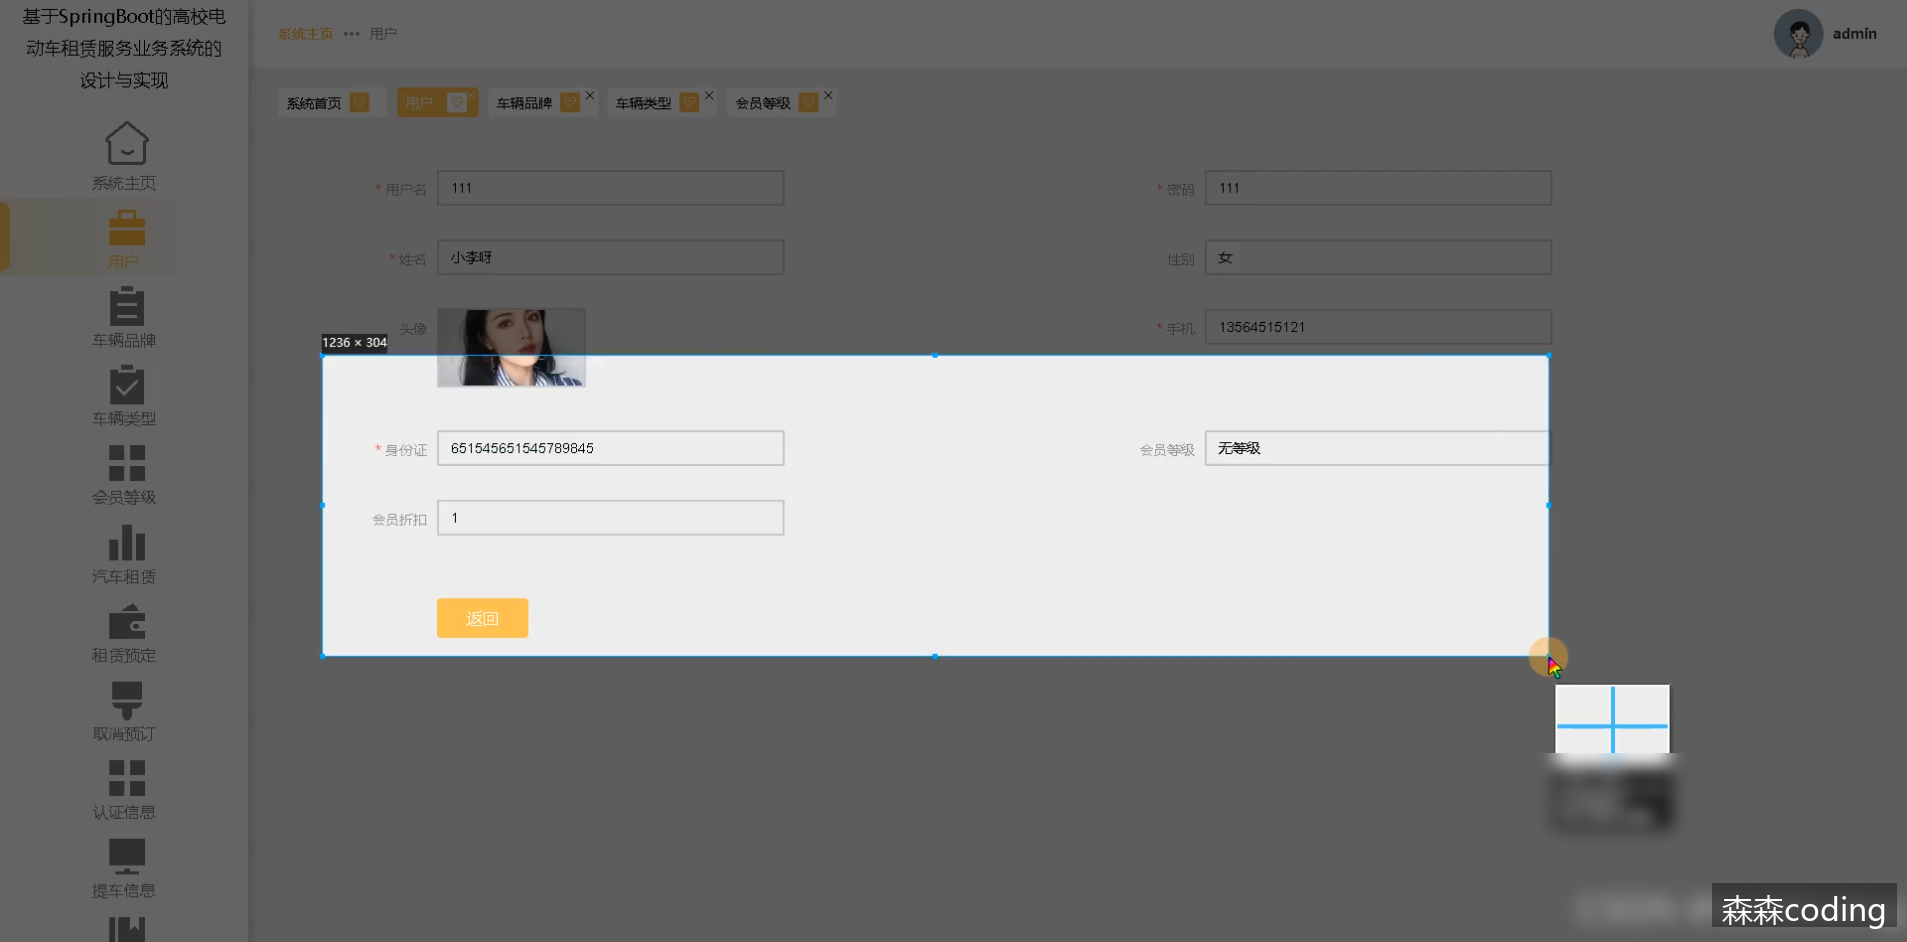 基于SpringBoot的高校电
动车租赁服务业务系统的
设计与实现
系统主页 ••• 用户
admin
系统首页
用户
车辆品牌
车辆类型
会员等级
系统主页
用户
车辆品牌
车辆类型
会员等级
汽车租赁
租赁预定
取消预订
认证信息
提车信息
* 用户名 111
* 密码 111
* 姓名 小李呀
性别 女
头像
* 手机 13564515121
1236 × 304
* 身份证 651545651545789845
会员等级 无等级
会员折扣 1
返回
森森coding